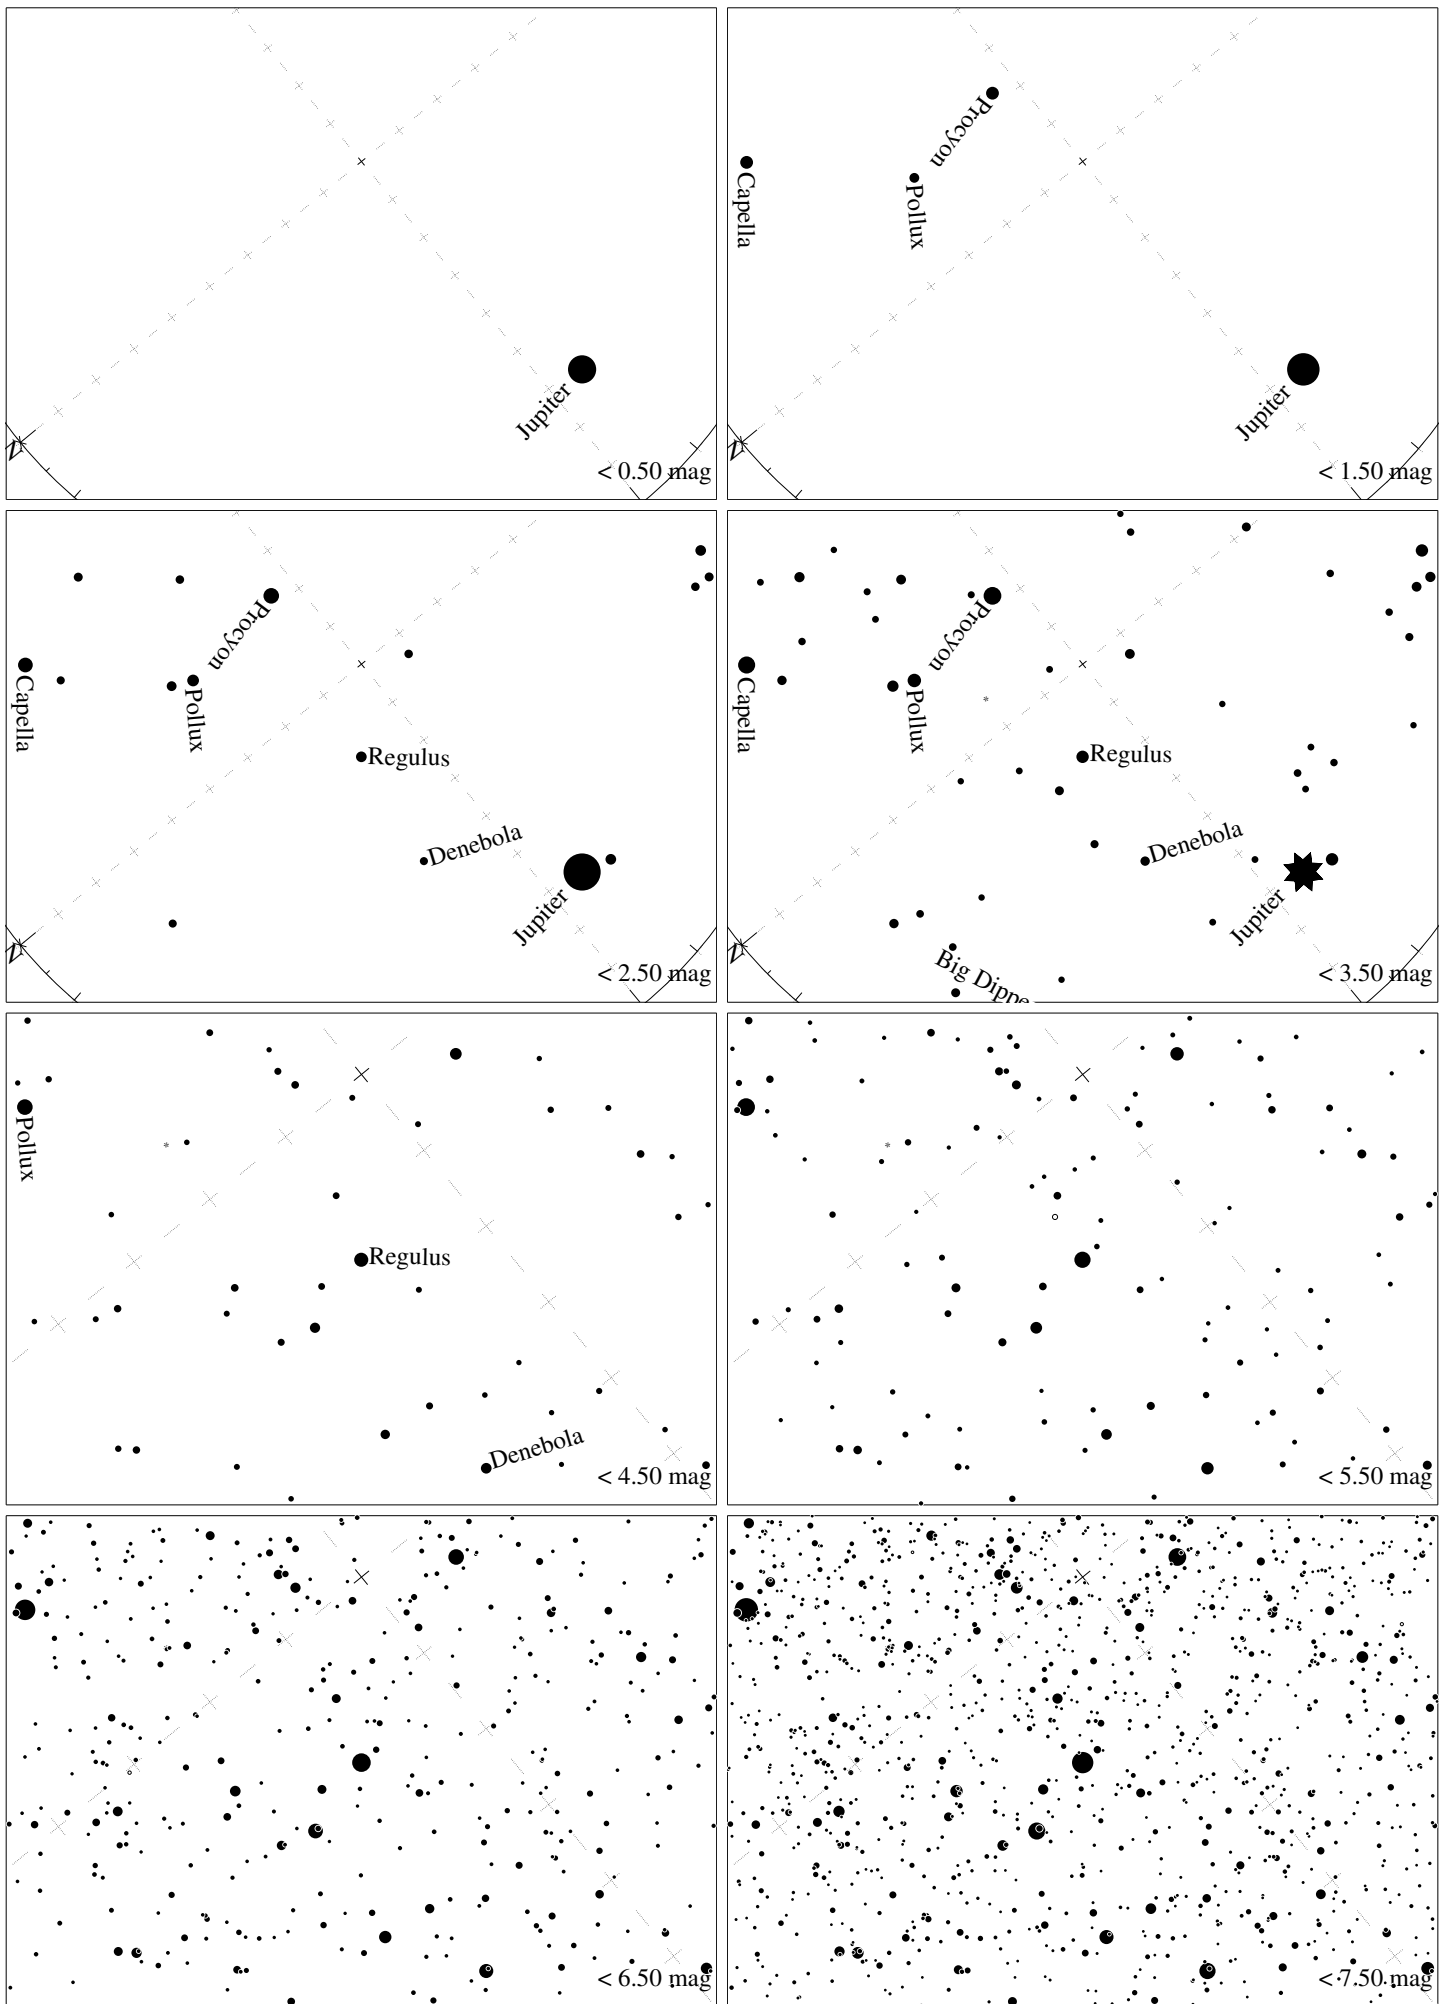 Jupiter
N
< 0.50 mag
Procyon
Capella
Pollux
Jupiter
N
< 1.50 mag
Procyon
Capella
Pollux
Regulus
Denebola
Jupiter
N
< 2.50 mag
Procyon
Capella
Pollux
Regulus
Denebola
Jupiter
N
Big Dippe
< 3.50 mag
Pollux
Regulus
Denebola
< 4.50 mag
< 5.50 mag
< 6.50 mag
< 7.50 mag